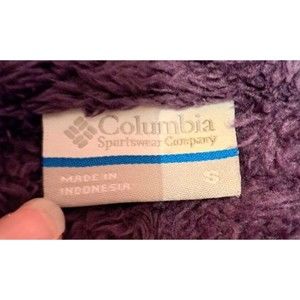 Columbia
Sportswear Company
MADE IN
INDONESIA
S